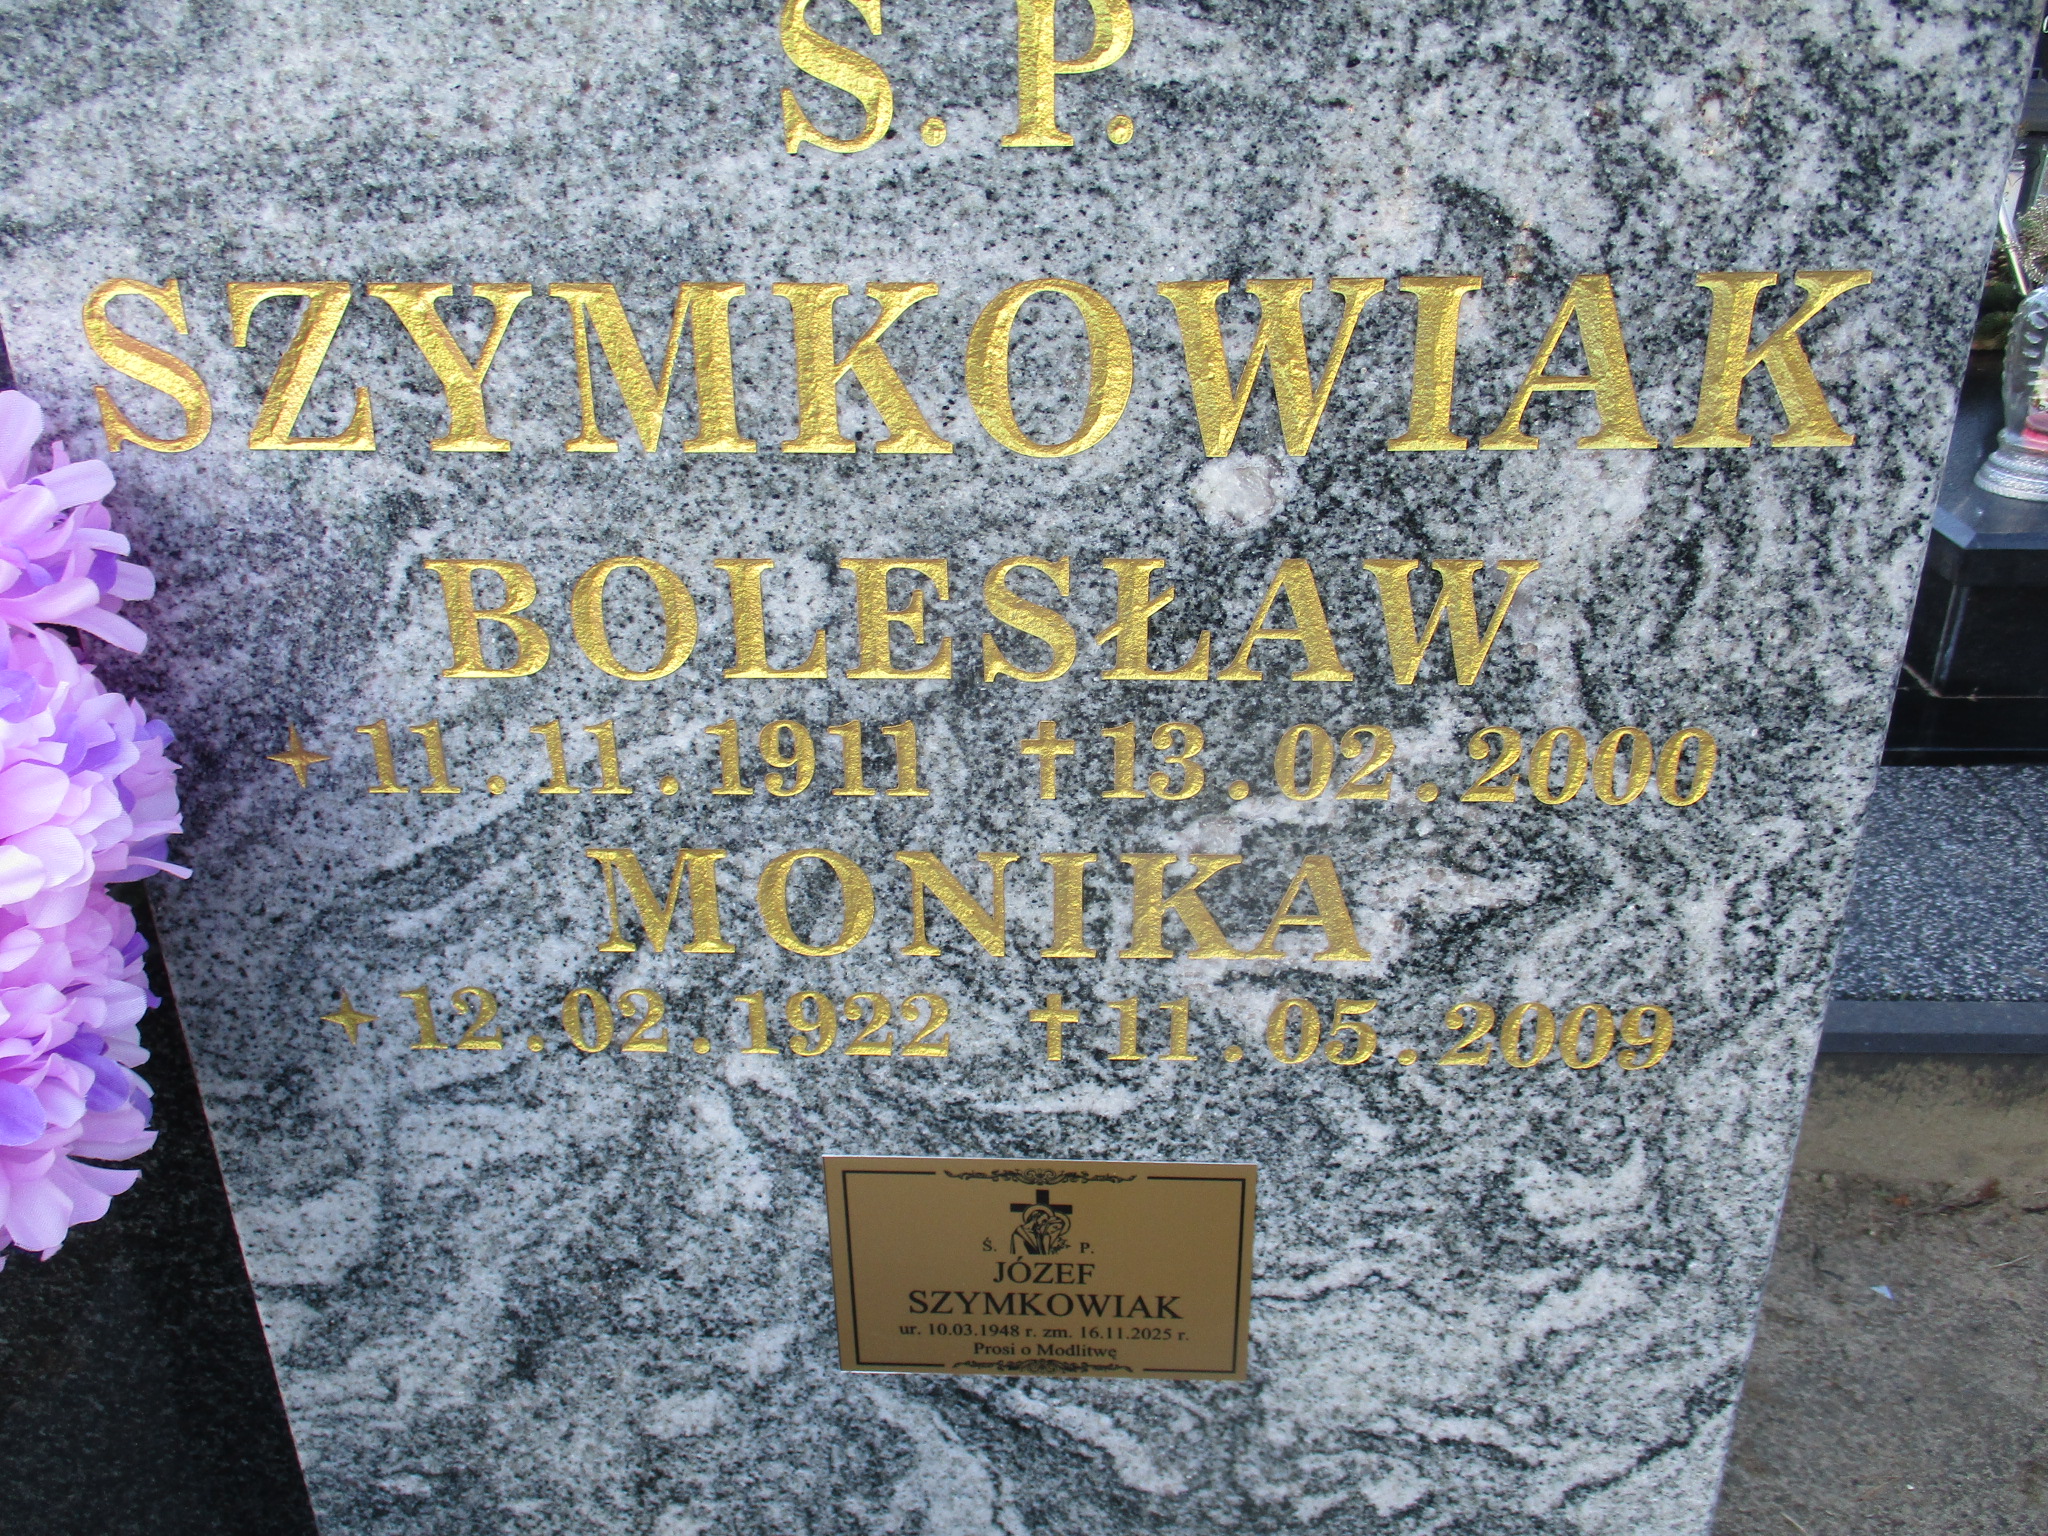 Ś. P.
SZYMKOWIAK
BOLESŁAW
11.11.1911 13.02.2000
MONIKA
12.02.1922 11.05.2009
Ś. P.
JÓZEF
SZYMKOWIAK
ur. 10.03.1948 r. zm. 16.11.2025 r.
Prosi o Modlitwę